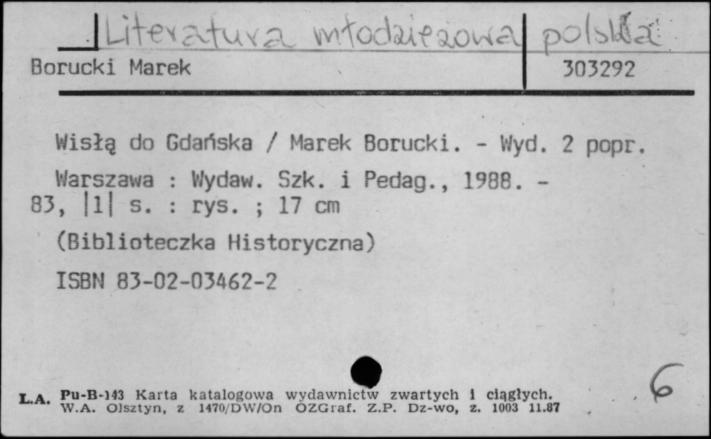 Literatura młodzieżowa polska
Borucki Marek 303292
Wisłą do Gdańska / Marek Borucki. - Wyd. 2 popr.
Warszawa : Wydaw. Szk. i Pedag., 1988. -
83, |1| s. : rys. ; 17 cm
(Biblioteczka Historyczna)
ISBN 83-02-03462-2
6
L.A. Pu-B-143 Karta katalogowa wydawnictw zwartych i ciągłych.
W.A. Olsztyn, z 1470/DW/On OZGraf. Z.P. Dz-wo, z. 1003 11.87